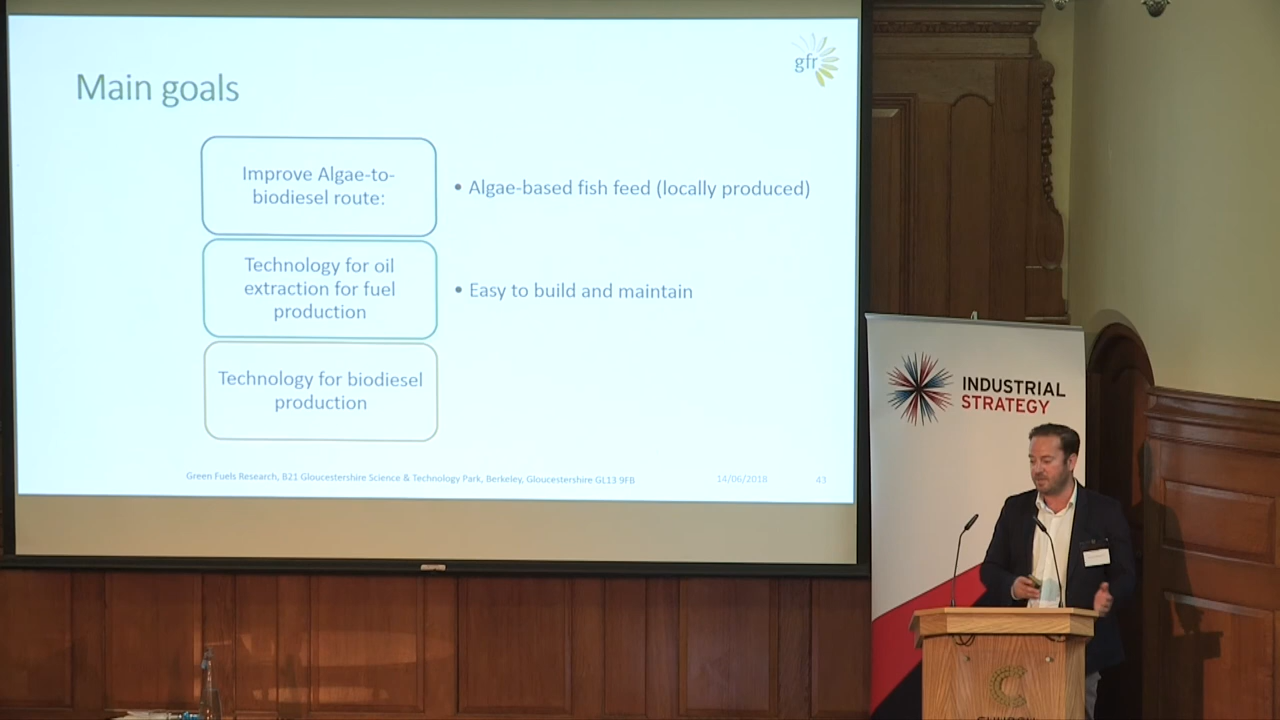 gfr
Main goals
Improve Algae-to-
biodiesel route:
• Algae-based fish feed (locally produced)
Technology for oil
extraction for fuel
production
• Easy to build and maintain
Technology for biodiesel
production
Green Fuels Research, B21 Gloucestershire Science & Technology Park, Berkeley, Gloucestershire GL13 9FB
14/06/2018
43
INDUSTRIAL
STRATEGY